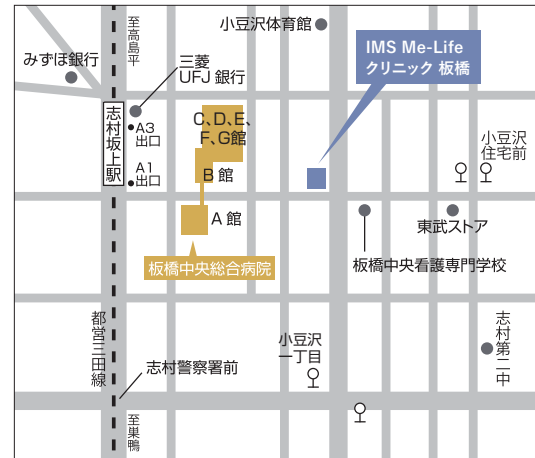 至高島平
小豆沢体育館
IMS Me-Life
クリニック 板橋
みずほ銀行
三菱
UFJ 銀行
志村坂上駅
A3
出口
C、D、E、
F、G館
小豆沢
住宅前
A1
出口
B 館
A 館
東武ストア
板橋中央総合病院
板橋中央看護専門学校
都営三田線
小豆沢
一丁目
志村第二中
志村警察署前
至巣鴨